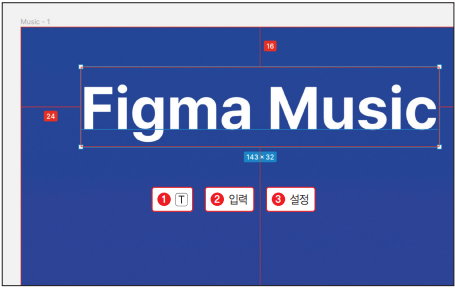 Music - 1
16
Figma Music
24
143 × 32
1 T 2 입력 3 설정